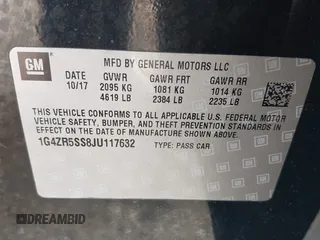 GM
MFD BY GENERAL MOTORS LLC
DATE GVWR GAWR FRT GAWR RR
10/17 2095 KG 1081 KG 1014 KG
4619 LB 2384 LB 2235 LB
THIS VEHICLE CONFORMS TO ALL APPLICABLE U.S. FEDERAL MOTOR
VEHICLE SAFETY, BUMPER, AND THEFT PREVENTION STANDARDS IN
EFFECT ON THE DATE OF MANUFACTURE SHOWN ABOVE.
1G4ZR5SS8JU117632 TYPE: PASS CAR
DREAMBID